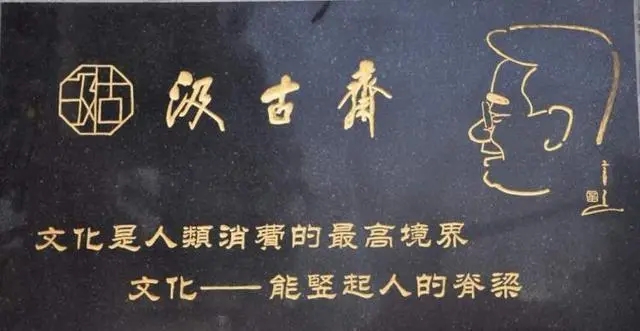 汲古齋
文化是人類消費的最高境界
文化——能竪起人的脊梁